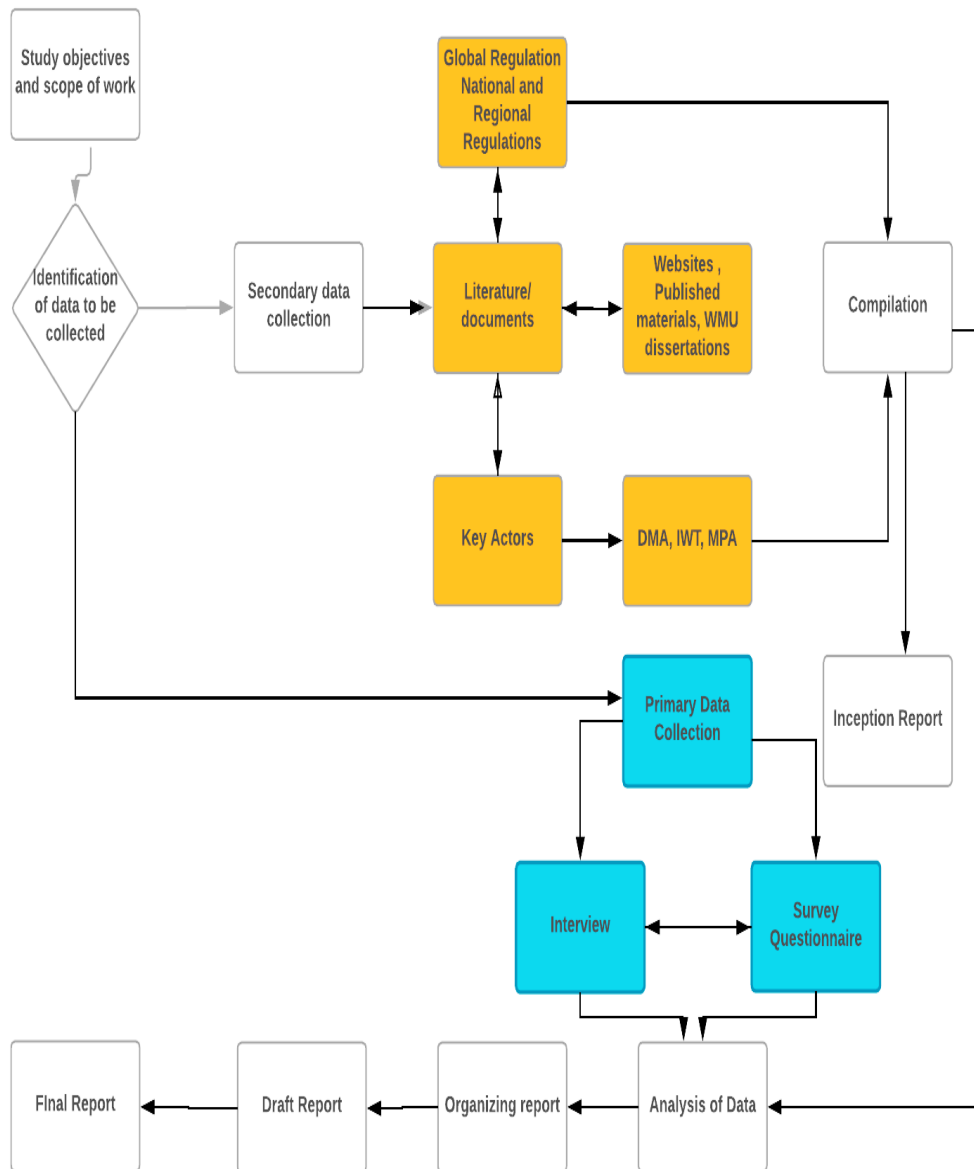 Study objectives
and scope of work
Global Regulation
National and
Regional
Regulations
Identification
of data to be
collected
Secondary data
collection
Literature/
documents
Websites ,
Published
materials, WMU
dissertations
Compilation
Key Actors
DMA, IWT, MPA
Primary Data
Collection
Inception Report
Interview
Survey
Questionnaire
FInal Report
Draft Report
Organizing report
Analysis of Data